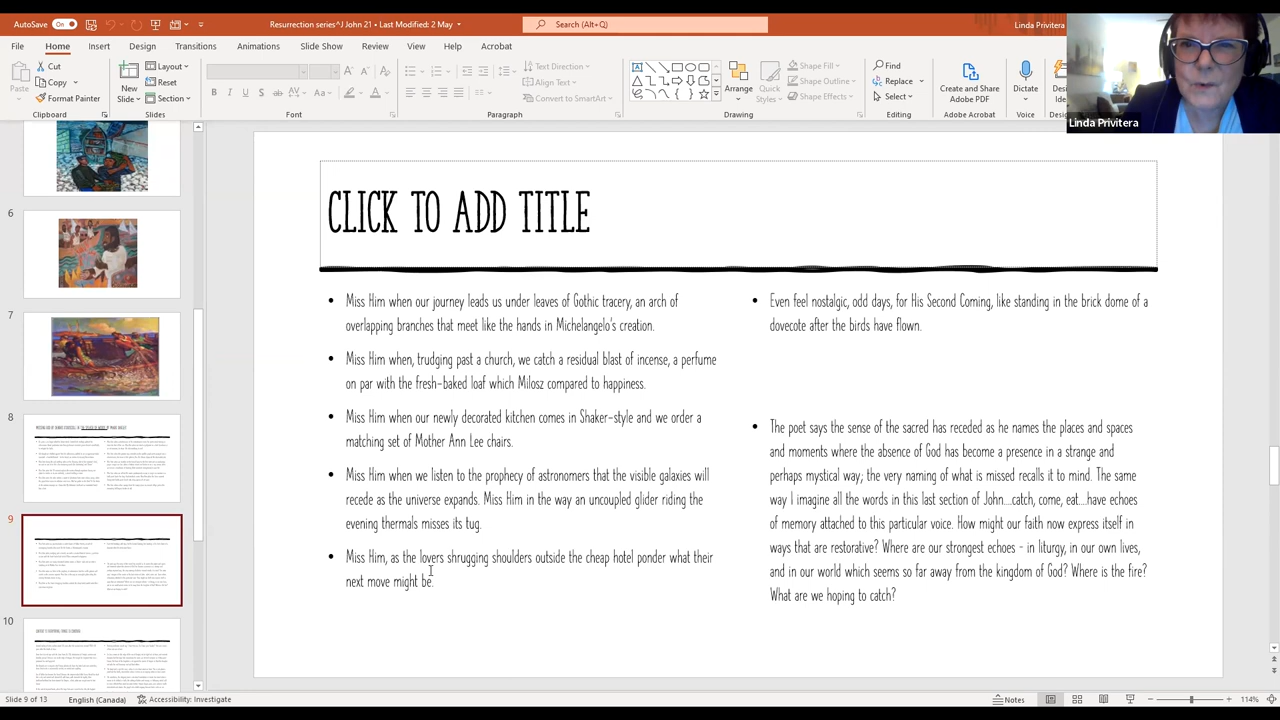 AutoSave On Resurrection series^J John 21 • Last Modified: 2 May Search (Alt+Q) Linda Privitera
File Home Insert Design Transitions Animations Slide Show Review View Help Acrobat
Paste Cut Copy Format Painter
Clipboard
New Slide Layout Reset Section
Slides
B I U S ab AV Aa A
Font
Text Direction
Align Text
Convert to SmartArt
Paragraph
Arrange Quick Styles Shape Fill Shape Outline Shape Effects
Drawing
Find
Replace
Select
Editing
Create and Share Adobe PDF
Adobe Acrobat
Dictate
Voice
Linda Privitera
6
7
8
9
10
CLICK TO ADD TITLE
• Miss Him when our journey leads us under leaves of Gothic tracery, an arch of
overlapping branches that meet like the hands in Michelangelo's creation.
• Miss Him when, trudging past a church, we catch a residual blast of incense, a perfume
on par with the fresh-baked loaf which Milosz compared to happiness.
• Miss Him when our newly decorated kitchen comes in Shaker-style and we order a
matching set of Mother Ann Lee chairs.
• Miss Him when we listen to the prophecy of astronomers that the visible galaxies will
recede as the universe expands. Miss Him in the way an uncoupled glider riding the
evening thermals misses its tug.
• Miss Him, as the lovers shrugging shoulders outside the cheap hotel ponder what their
next move might be.
• Even feel nostalgic, odd days, for His Second Coming, like standing in the brick dome of a
dovecote after the birds have flown.
• The poet says the sense of the sacred has receded as he names the places and spaces
and moments where the absence of God has become a presence in a strange and
perhaps wistful way; the very naming of what is missed recalls it to mind. The same
way I imagine all the words in this last section of John...catch, come, eat....have echoes
of memory attached to this particular voice. How might our faith now express itself in
ways that are restorative? Where are the strongest echoes - in liturgy, in our own lives,
in a world which seems so far away from the kingdom of God? Where is the fire?
What are we hoping to catch?
Slide 9 of 13 English (Canada) Accessibility: Investigate Notes 114%